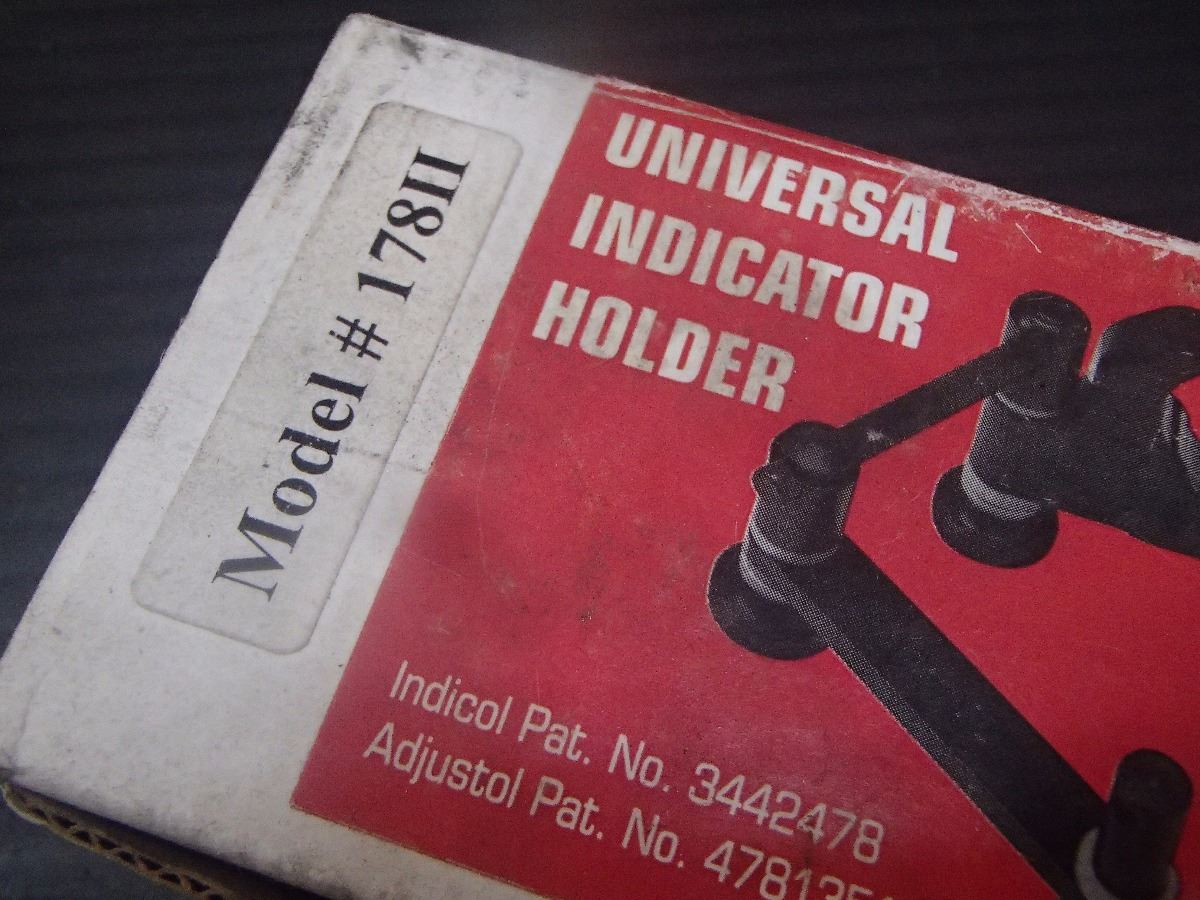 Model # 178II
UNIVERSAL
INDICATOR
HOLDER
Indicol Pat. No. 3442478
Adjustol Pat. No.